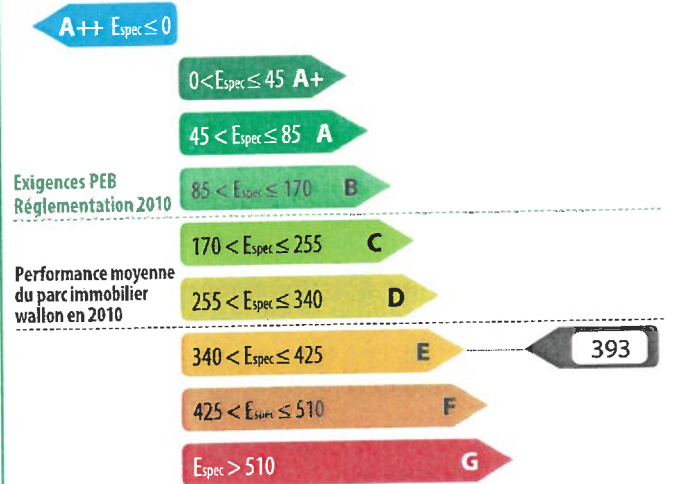 A++ Espec ≤ 0
0 < Espec ≤ 45 A+
45 < Espec ≤ 85 A
Exigences PEB
Réglementation 2010
85 < Espec ≤ 170 B
170 < Espec ≤ 255 C
Performance moyenne
du parc immobilier
wallon en 2010
255 < Espec ≤ 340 D
340 < Espec ≤ 425 E
393
425 < Espec ≤ 510 F
Espec > 510 G